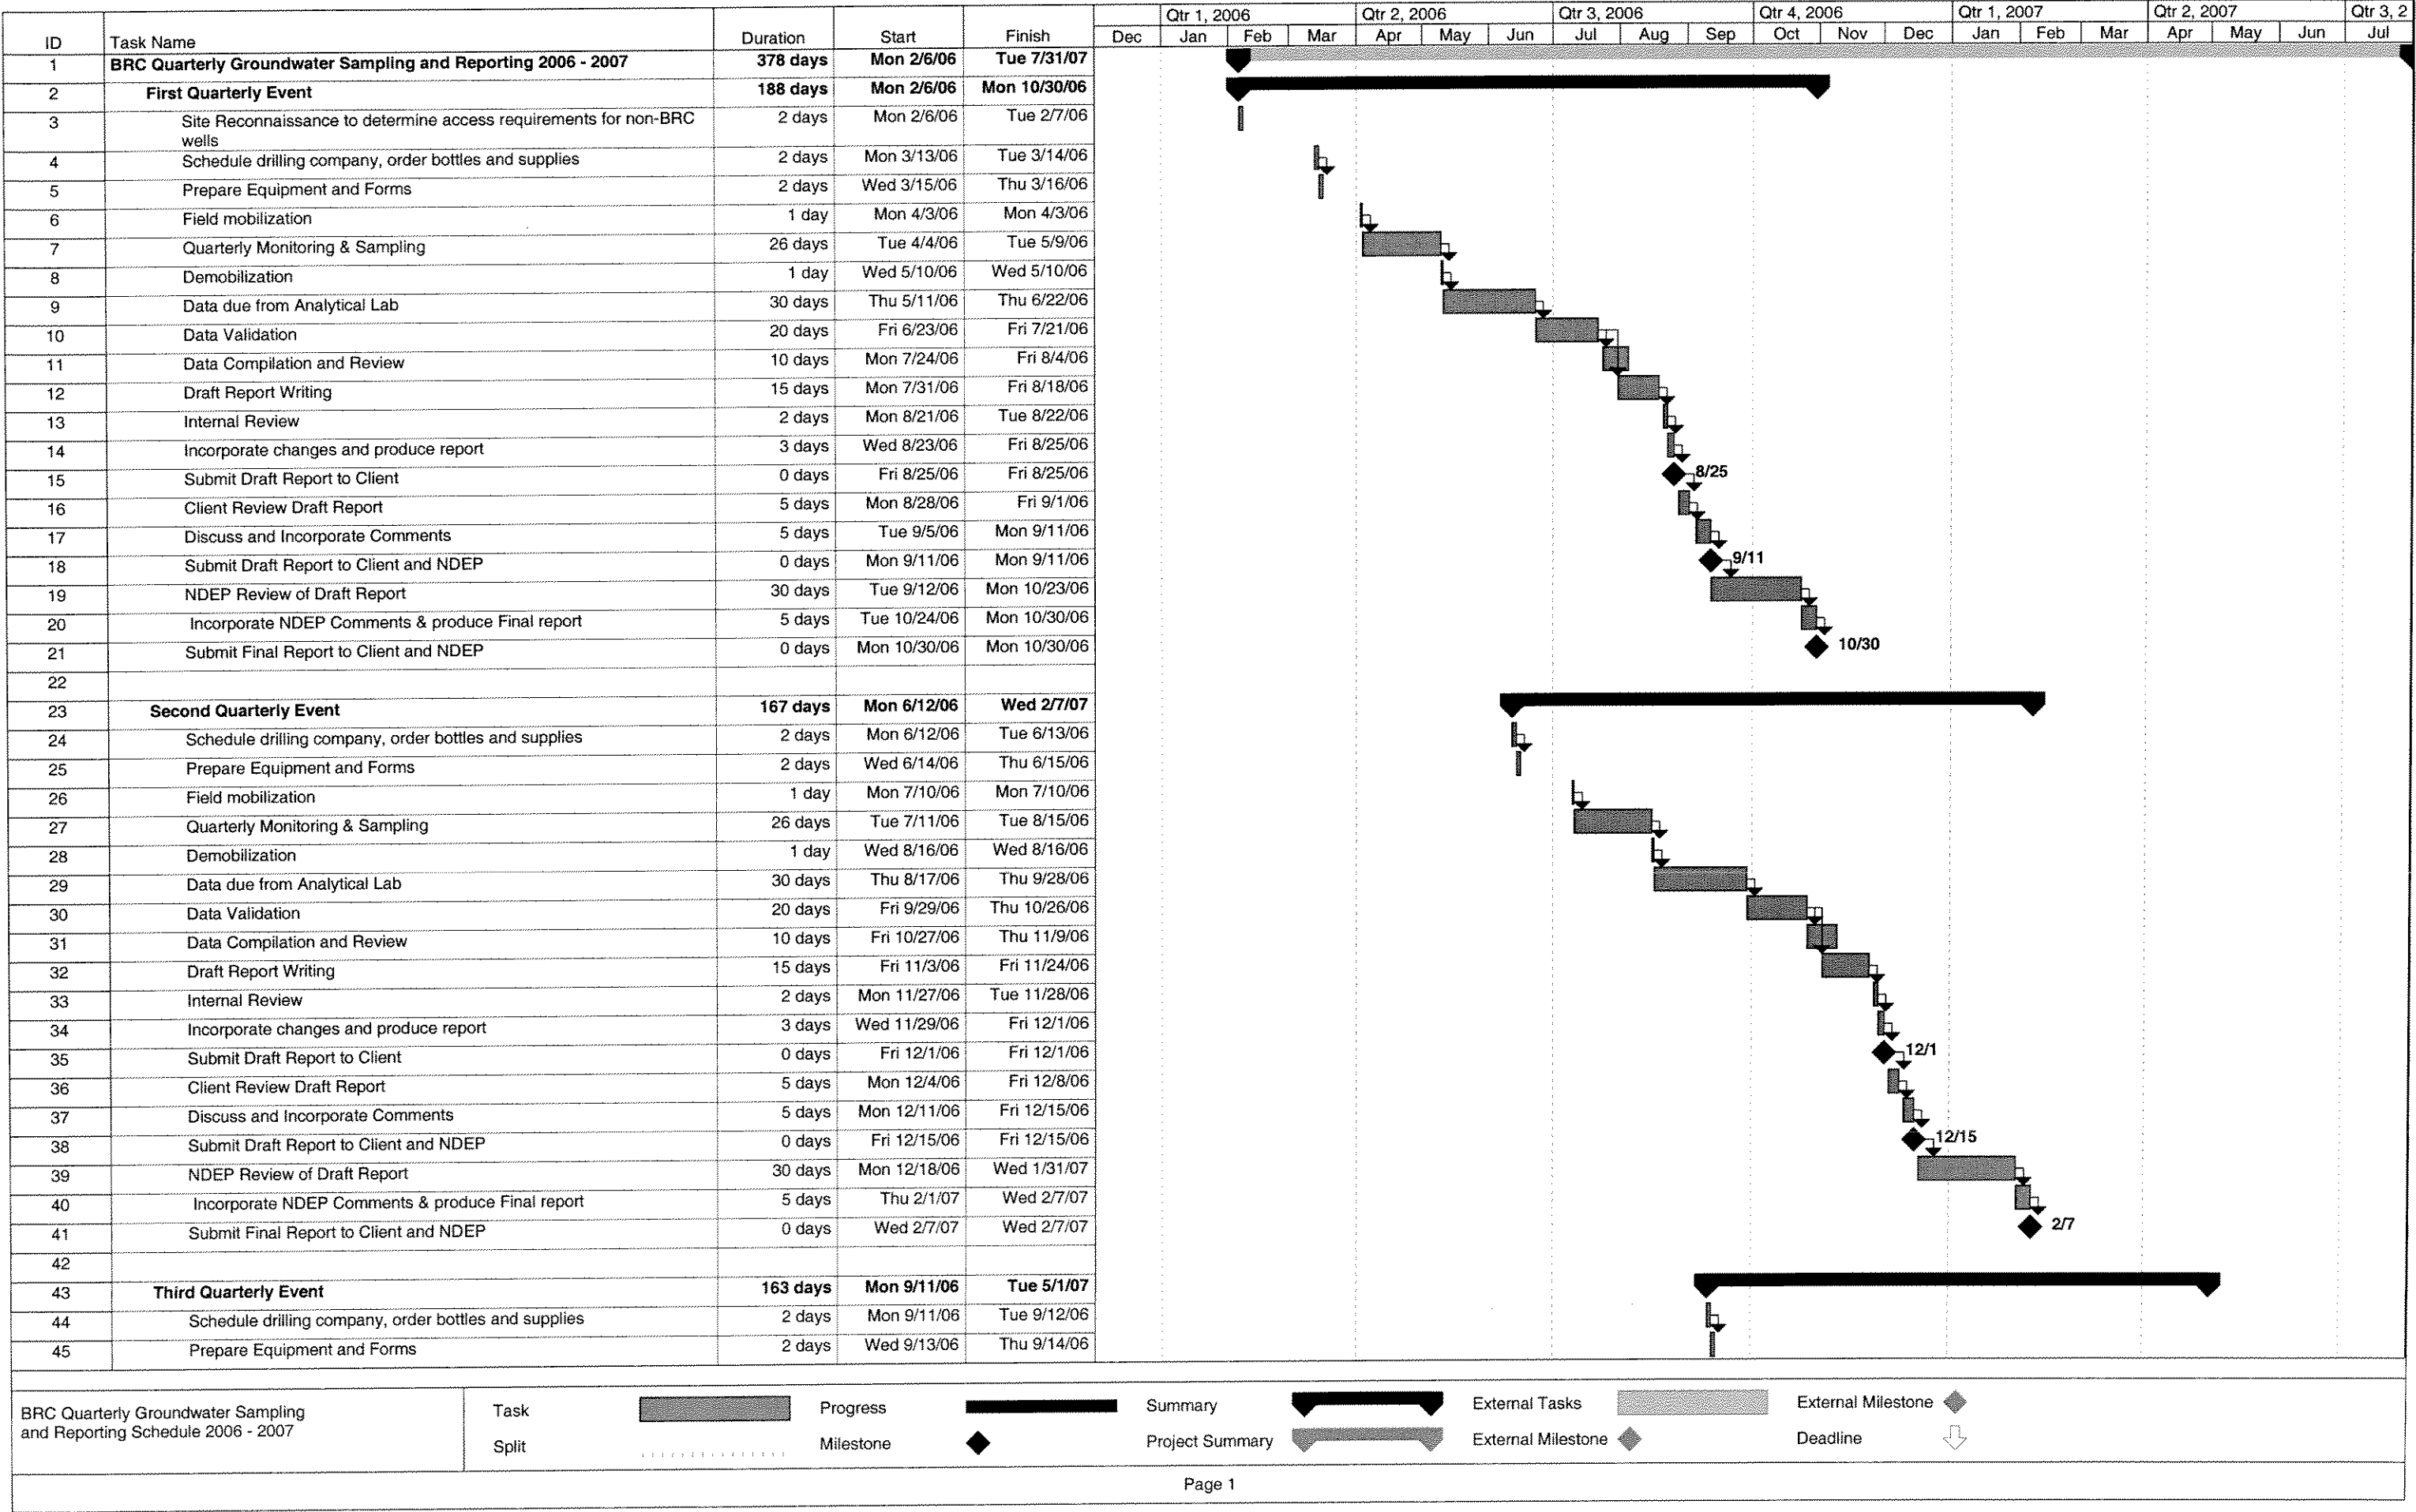 Qtr 1, 2006 Qtr 2, 2006 Qtr 3, 2006 Qtr 4, 2006 Qtr 1, 2007 Qtr 2, 2007 Qtr 3, 2
ID Task Name Duration Start Finish Dec Jan Feb Mar Apr May Jun Jul Aug Sep Oct Nov Dec Jan Feb Mar Apr May Jun Jul
1 BRC Quarterly Groundwater Sampling and Reporting 2006 - 2007 378 days Mon 2/6/06 Tue 7/31/07
2 First Quarterly Event 188 days Mon 2/6/06 Mon 10/30/06
3 Site Reconnaissance to determine access requirements for non-BRC 2 days Mon 2/6/06 Tue 2/7/06
wells
4 Schedule drilling company, order bottles and supplies 2 days Mon 3/13/06 Tue 3/14/06
5 Prepare Equipment and Forms 2 days Wed 3/15/06 Thu 3/16/06
6 Field mobilization 1 day Mon 4/3/06 Mon 4/3/06
7 Quarterly Monitoring & Sampling 26 days Tue 4/4/06 Tue 5/9/06
8 Demobilization 1 day Wed 5/10/06 Wed 5/10/06
9 Data due from Analytical Lab 30 days Thu 5/11/06 Thu 6/22/06
10 Data Validation 20 days Fri 6/23/06 Fri 7/21/06
11 Data Compilation and Review 10 days Mon 7/24/06 Fri 8/4/06
12 Draft Report Writing 15 days Mon 7/31/06 Fri 8/18/06
13 Internal Review 2 days Mon 8/21/06 Tue 8/22/06
14 Incorporate changes and produce report 3 days Wed 8/23/06 Fri 8/25/06
15 Submit Draft Report to Client 0 days Fri 8/25/06 Fri 8/25/06 8/25
16 Client Review Draft Report 5 days Mon 8/28/06 Fri 9/1/06
17 Discuss and Incorporate Comments 5 days Tue 9/5/06 Mon 9/11/06
18 Submit Draft Report to Client and NDEP 0 days Mon 9/11/06 Mon 9/11/06 9/11
19 NDEP Review of Draft Report 30 days Tue 9/12/06 Mon 10/23/06
20 Incorporate NDEP Comments & produce Final report 5 days Tue 10/24/06 Mon 10/30/06
21 Submit Final Report to Client and NDEP 0 days Mon 10/30/06 Mon 10/30/06 10/30
22
23 Second Quarterly Event 167 days Mon 6/12/06 Wed 2/7/07
24 Schedule drilling company, order bottles and supplies 2 days Mon 6/12/06 Tue 6/13/06
25 Prepare Equipment and Forms 2 days Wed 6/14/06 Thu 6/15/06
26 Field mobilization 1 day Mon 7/10/06 Mon 7/10/06
27 Quarterly Monitoring & Sampling 26 days Tue 7/11/06 Tue 8/15/06
28 Demobilization 1 day Wed 8/16/06 Wed 8/16/06
29 Data due from Analytical Lab 30 days Thu 8/17/06 Thu 9/28/06
30 Data Validation 20 days Fri 9/29/06 Thu 10/26/06
31 Data Compilation and Review 10 days Fri 10/27/06 Thu 11/9/06
32 Draft Report Writing 15 days Fri 11/3/06 Fri 11/24/06
33 Internal Review 2 days Mon 11/27/06 Tue 11/28/06
34 Incorporate changes and produce report 3 days Wed 11/29/06 Fri 12/1/06
35 Submit Draft Report to Client 0 days Fri 12/1/06 Fri 12/1/06 12/1
36 Client Review Draft Report 5 days Mon 12/4/06 Fri 12/8/06
37 Discuss and Incorporate Comments 5 days Mon 12/11/06 Fri 12/15/06
38 Submit Draft Report to Client and NDEP 0 days Fri 12/15/06 Fri 12/15/06 12/15
39 NDEP Review of Draft Report 30 days Mon 12/18/06 Wed 1/31/07
40 Incorporate NDEP Comments & produce Final report 5 days Thu 2/1/07 Wed 2/7/07
41 Submit Final Report to Client and NDEP 0 days Wed 2/7/07 Wed 2/7/07 2/7
42
43 Third Quarterly Event 163 days Mon 9/11/06 Tue 5/1/07
44 Schedule drilling company, order bottles and supplies 2 days Mon 9/11/06 Tue 9/12/06
45 Prepare Equipment and Forms 2 days Wed 9/13/06 Thu 9/14/06
BRC Quarterly Groundwater Sampling
and Reporting Schedule 2006 - 2007
Task Progress Summary External Tasks External Milestone
Split Milestone Project Summary External Milestone Deadline
Page 1